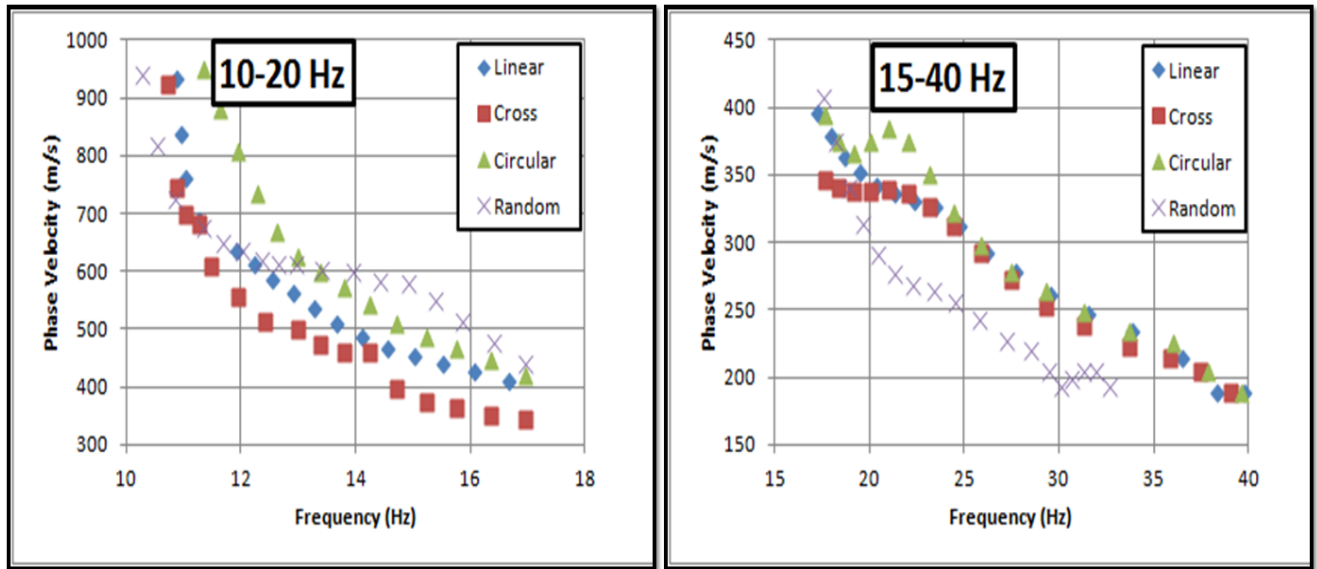 10-20 Hz
Phase Velocity (m/s)
1000
900
800
700
600
500
400
300
10
12
14
16
18
Frequency (Hz)
Linear
Cross
Circular
Random
15-40 Hz
Phase Velocity (m/s)
450
400
350
300
250
200
150
15
20
25
30
35
40
Frequency (Hz)
Linear
Cross
Circular
Random